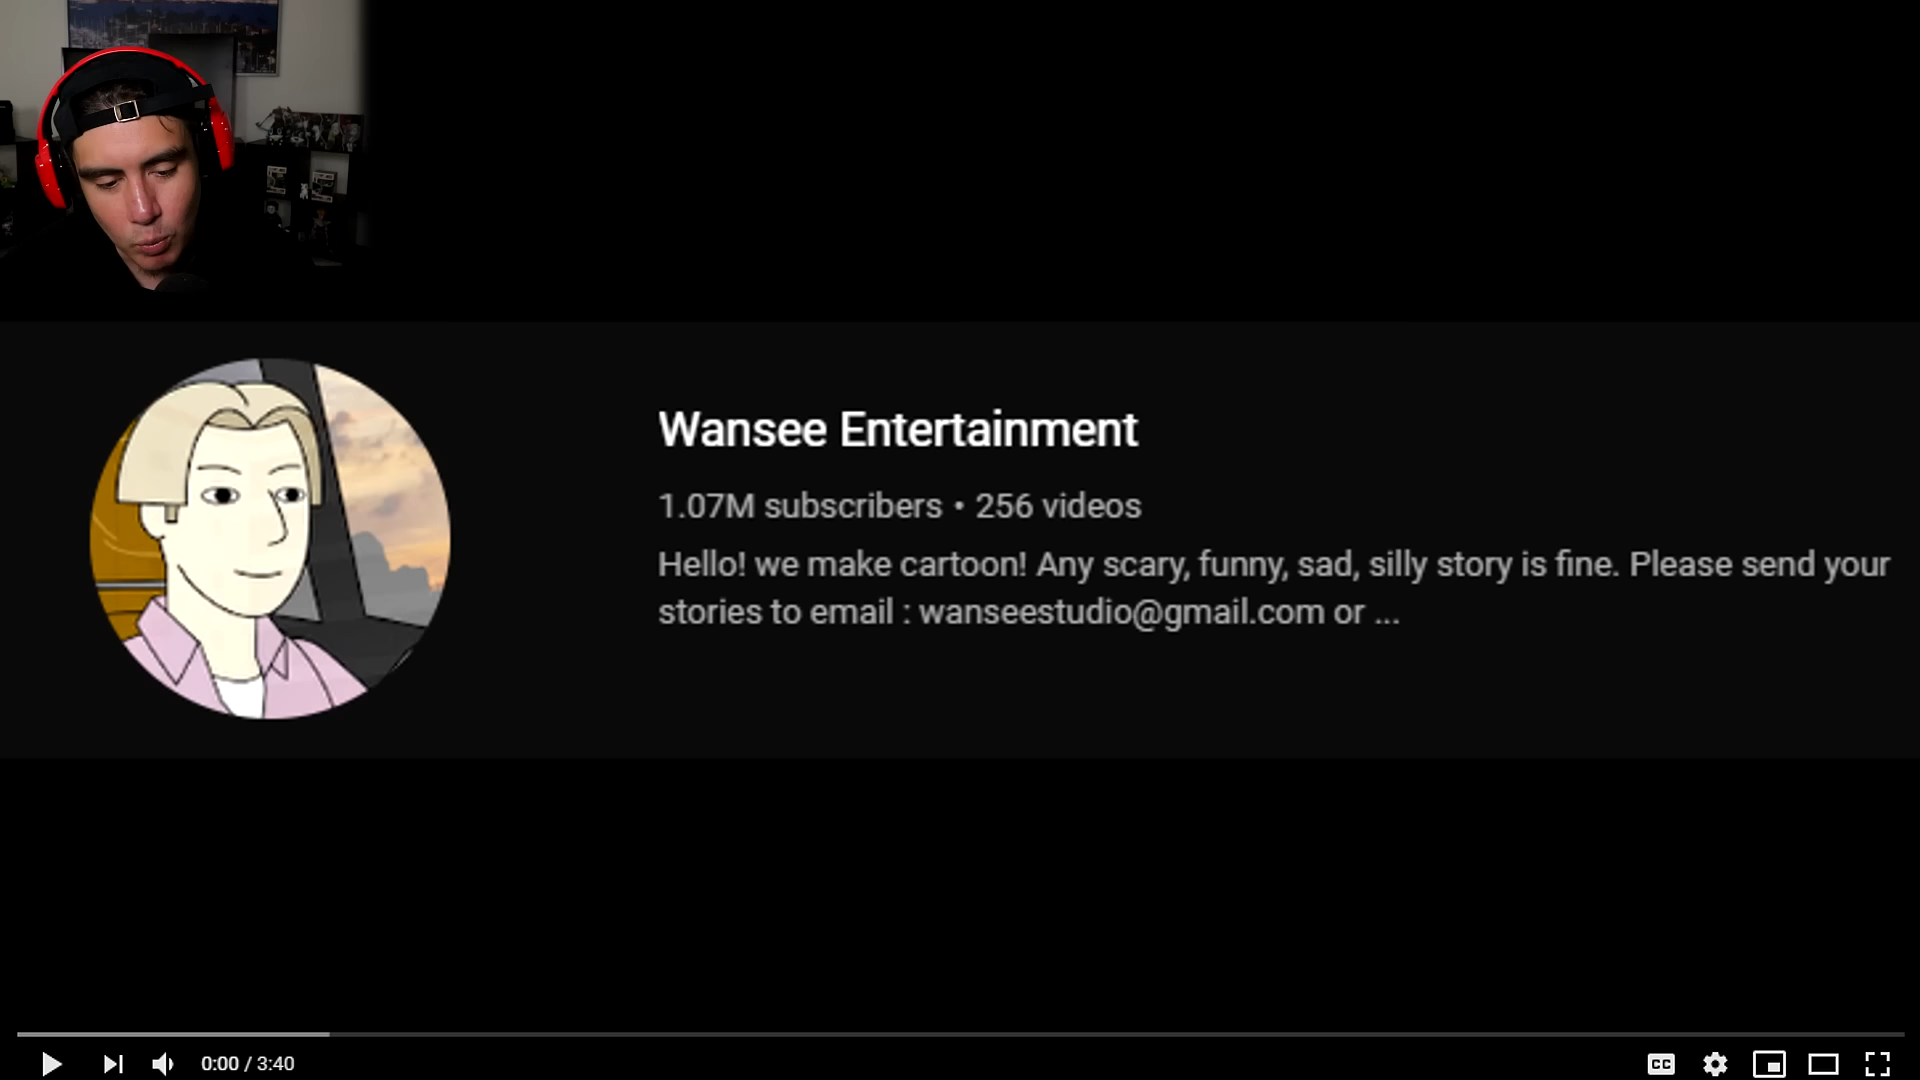 Wansee Entertainment
1.07M subscribers • 256 videos
Hello! we make cartoon! Any scary, funny, sad, silly story is fine. Please send your
stories to email : wanseestudio@gmail.com or ...
0:00 / 3:40
CC